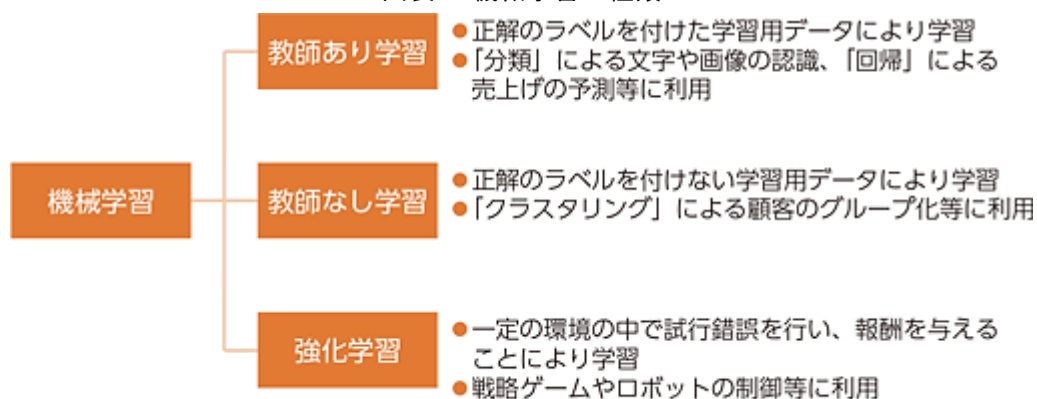 機械学習
教師あり学習
●正解のラベルを付けた学習用データにより学習
●「分類」による文字や画像の認識、「回帰」による
売上げの予測等に利用
教師なし学習
●正解のラベルを付けない学習用データにより学習
●「クラスタリング」による顧客のグループ化等に利用
強化学習
●一定の環境の中で試行錯誤を行い、報酬を与える
ことにより学習
●戦略ゲームやロボットの制御等に利用